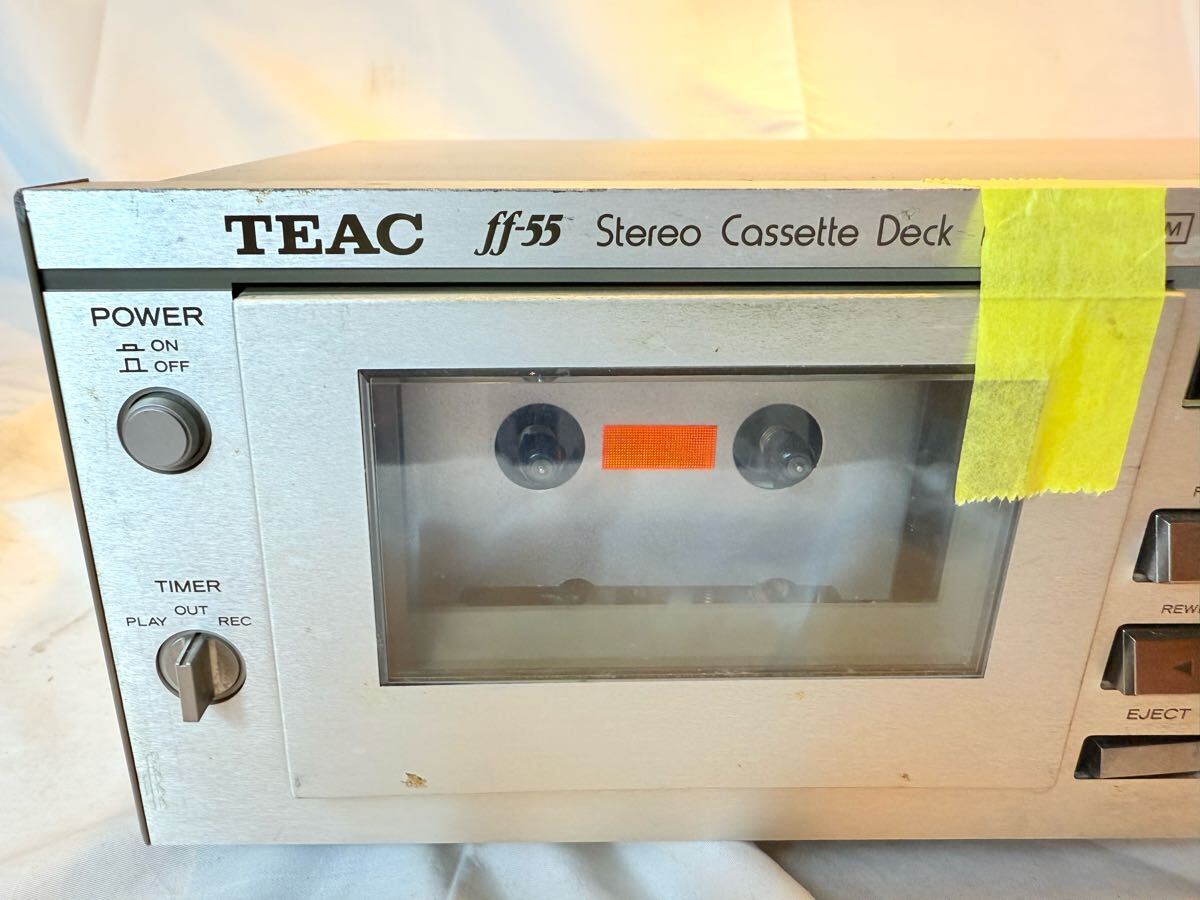 TEAC ff-55 Stereo Cassette Deck
POWER
ON
OFF
TIMER
OUT
PLAY REC
EJECT